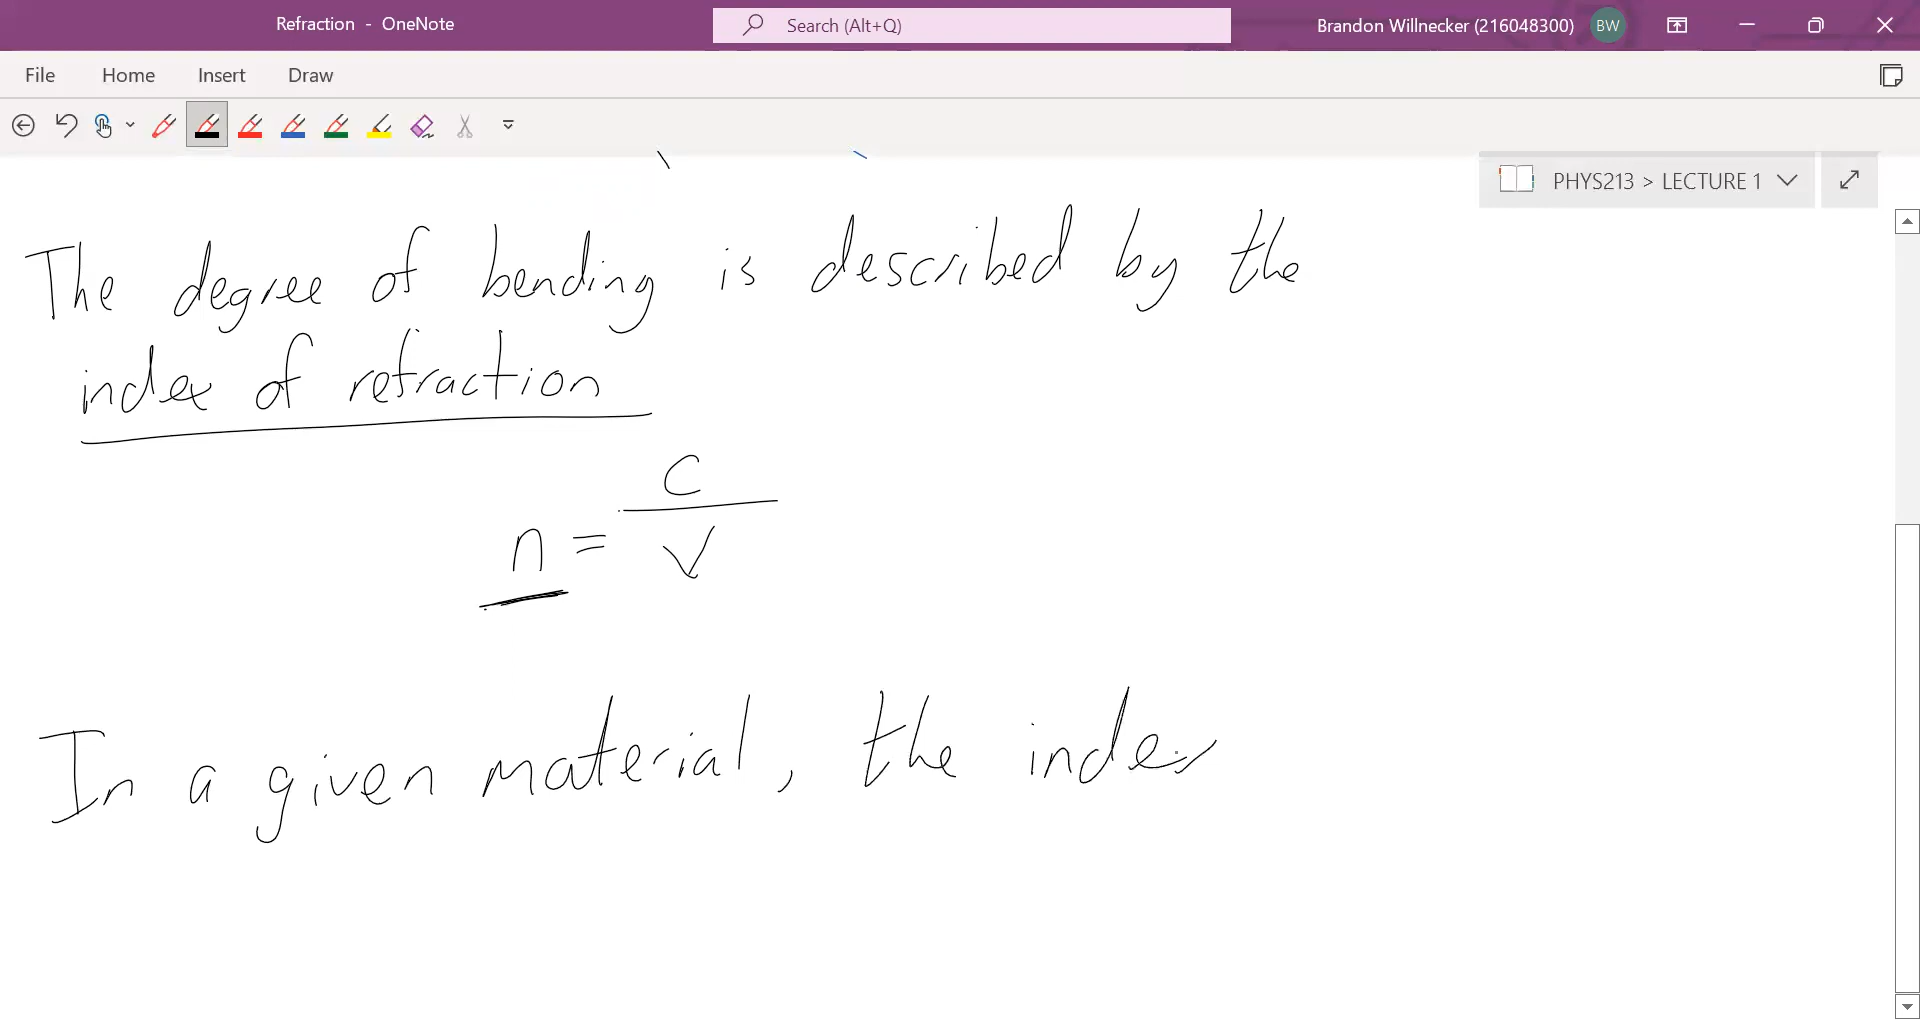 Refraction - OneNote
Search (Alt+Q)
Brandon Willnecker (216048300)
BW
File Home Insert Draw
PHYS213 > LECTURE 1
The degree of bending is described by the
index of refraction
n = c / v
In a given material, the index